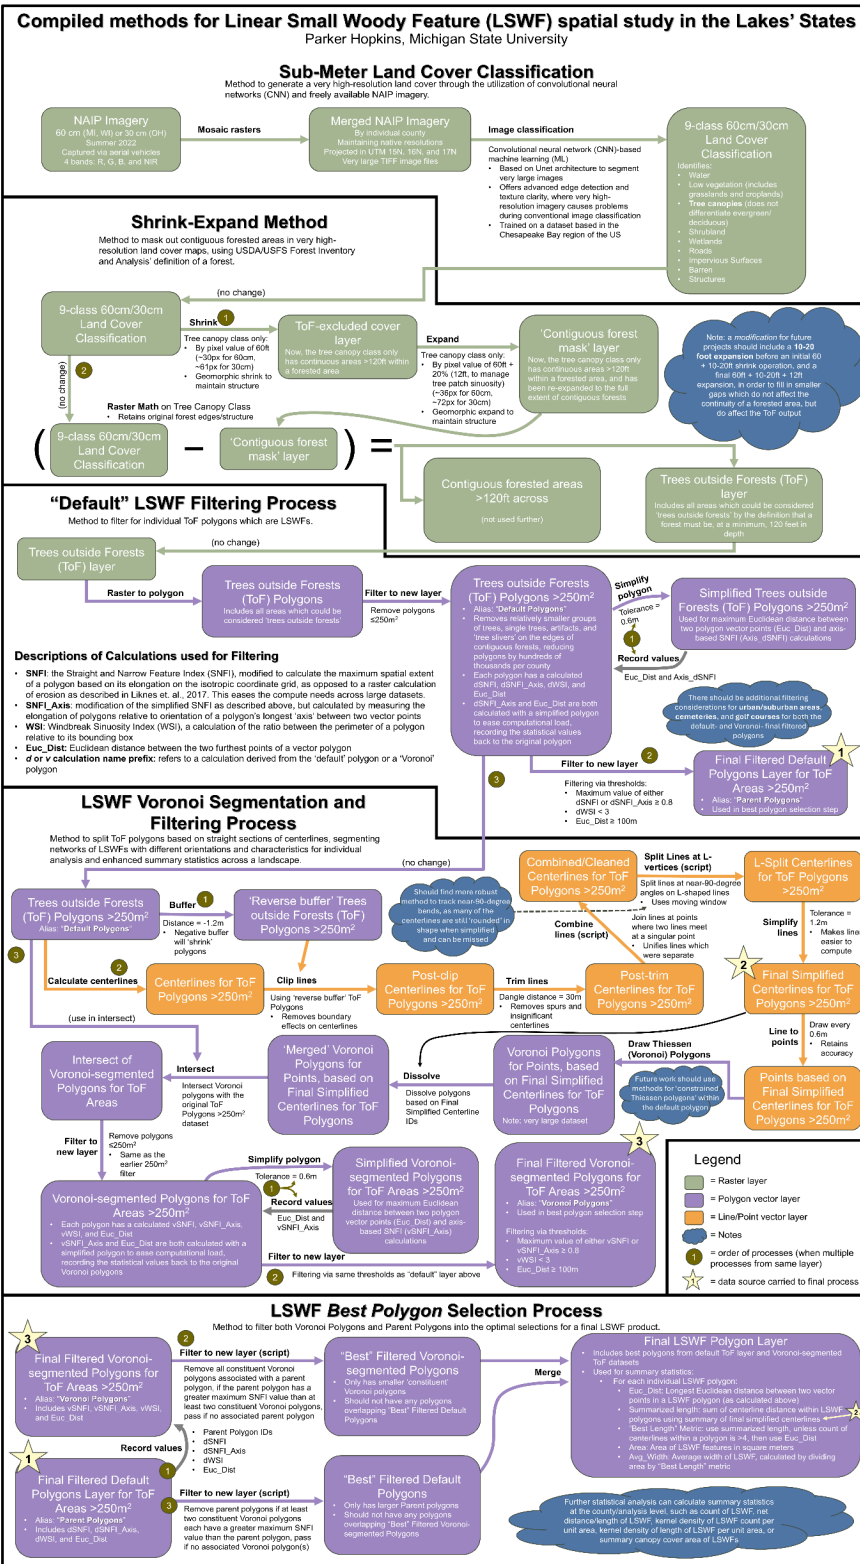 Compiled methods for Linear Small Woody Feature (LSWF) spatial study in the Lakes' States
Parker Hopkins, Michigan State University
Sub-Meter Land Cover Classification
Method to generate a very high-resolution land cover through the utilization of convolutional neural
networks (CNN) and freely available NAIP imagery.
NAIP Imagery
60 cm (MI, WI) or 30 cm (OH)
Summer 2022
Captured via aerial vehicles
4 bands: R, G, B, and NIR
Mosaic rasters
Merged NAIP Imagery
By individual county
Maintaining native resolutions
Projected in UTM 15N, 16N, and 17N
Very large TIFF image files
Image classification
Convolutional neural network (CNN)-based
machine learning (ML)
• Based on Unet architecture to segment
very large images
• Offers advanced edge detection and
texture clarity, where very high-
resolution imagery causes problems
during conventional image classification
• Trained on a dataset based in the
Chesapeake Bay region of the US
9-class 60cm/30cm
Land Cover
Classification
Identifies:
• Water
• Low vegetation (includes
grasslands and croplands)
• Tree canopies (does not
differentiate evergreen/
deciduous)
• Shrubland
• Wetlands
• Roads
• Impervious Surfaces
• Barren
• Structures
Shrink-Expand Method
Method to mask out contiguous forested areas in very high-
resolution land cover maps, using USDA/USFS Forest Inventory
and Analysis' definition of a forest.
(no change)
9-class 60cm/30cm
Land Cover
Classification
Shrink
1
Tree canopy class only:
• By pixel value of 60ft
(~30px for 60cm,
~61px for 30cm)
• Geomorphic shrink to
maintain structure
ToF-excluded cover
layer
Now, the tree canopy class only
has continuous areas >120ft within
a forested area
Expand
Tree canopy class only:
• By pixel value of 60ft +
20% (12ft, to manage
tree patch sinuosity)
(~36px for 60cm,
~72px for 30cm)
• Geomorphic expand to
maintain structure
'Contiguous forest
mask' layer
Now, the tree canopy class only
has continuous areas >120ft
within a forested area, and has
been re-expanded to the full
extent of contiguous forests
Note: a modification for future
projects should include a 10-20
foot expansion before an initial 60
+ 10-20ft shrink operation, and a
final 60ft + 10-20ft + 12ft
expansion, in order to fill in smaller
gaps which do not affect the
continuity of a forested area, but
do affect the ToF output
(no change)
2
Raster Math on Tree Canopy Class
• Retains original forest edges/structure
(
9-class 60cm/30cm
Land Cover
Classification
−
'Contiguous forest
mask' layer
) =
Contiguous forested areas
>120ft across
(not used further)
Trees outside Forests (ToF)
layer
Includes all areas which could be considered
'trees outside forests' by the definition that a
forest must be, at a minimum, 120 feet in
depth
"Default" LSWF Filtering Process
Method to filter for individual ToF polygons which are LSWFs.
(no change)
Trees outside Forests
(ToF) layer
Raster to polygon
Trees outside Forests
(ToF) Polygons
Includes all areas which could be
considered 'trees outside forests'
Filter to new layer
Remove polygons
≤250m²
Trees outside Forests
(ToF) Polygons >250m²
• Alias: "Default Polygons"
• Removes relatively smaller groups
of trees, single trees, artifacts, and
'tree slivers' on the edges of
contiguous forests, reducing
polygons by hundreds of
thousands per county
• Each polygon has a calculated
dSNFI, dSNFI_Axis, dWSI, and
Euc_Dist
• dSNFI_Axis and Euc_Dist are both
calculated with a simplified polygon
to ease computational load,
recording the statistical values
back to the original polygon
Simplify
polygon
Tolerance =
0.6m
1
Record values
Euc_Dist and Axis_dSNFI
Simplified Trees outside
Forests (ToF) Polygons >250m²
Used for maximum Euclidean distance between
two polygon vector points (Euc_Dist) and axis-
based SNFI (Axis_dSNFI) calculations
Descriptions of Calculations used for Filtering
• SNFI: the Straight and Narrow Feature Index (SNFI), modified to calculate the maximum spatial extent
of a polygon based on its elongation on the isotropic coordinate grid, as opposed to a raster calculation
of erosion as described in Liknes et. al., 2017. This eases the compute needs across large datasets.
• SNFI_Axis: modification of the simplified SNFI as described above, but calculated by measuring the
elongation of polygons relative to orientation of a polygon's longest 'axis' between two vector points
• WSI: Windbreak Sinuosity Index (WSI), a calculation of the ratio between the perimeter of a polygon
relative to its bounding box
• Euc_Dist: Euclidean distance between the two furthest points of a vector polygon
• d or v calculation name prefix: refers to a calculation derived from the 'default' polygon or a 'Voronoi'
polygon
There should be additional filtering
considerations for urban/suburban areas,
cemeteries, and golf courses for both the
default- and Voronoi- final filtered
polygons
3
2
Filter to new layer
Filtering via thresholds:
• Maximum value of either
dSNFI or dSNFI_Axis ≥ 0.8
• dWSI < 3
• Euc_Dist ≥ 100m
1
Final Filtered Default
Polygons Layer for ToF
Areas >250m²
• Alias: "Parent Polygons"
• Used in best polygon selection step
LSWF Voronoi Segmentation and
Filtering Process
Method to split ToF polygons based on straight sections of centerlines, segmenting
networks of LSWFs with different orientations and characteristics for individual
analysis and enhanced summary statistics across a landscape.
(no change)
Trees outside Forests
(ToF) Polygons >250m²
Alias: "Default Polygons"
Buffer
1
Distance = -1.2m
• Negative buffer
will 'shrink'
polygons
'Reverse buffer' Trees
outside Forests (ToF)
Polygons >250m²
Should find more robust
method to track near-90-degree
bends, as many of the
centerlines are still 'rounded' in
shape when simplified
and can be missed
Combined/Cleaned
Centerlines for ToF
Polygons >250m²
Split Lines at L-
vertices (script)
Split lines at near-90-degree
angles on L-shaped lines
• Uses moving window
L-Split Centerlines
for ToF Polygons
>250m²
Combine
lines (script)
Join lines at points
where two lines meet
at a singular point
• Unifies lines which
were separate
Simplify
lines
Tolerance =
1.2m
• Makes lines
easier to
compute
3
Calculate centerlines
2
Centerlines for ToF
Polygons >250m²
Clip lines
Using 'reverse buffer' ToF
Polygons
• Removes boundary
effects on centerlines
Post-clip
Centerlines for ToF
Polygons >250m²
Trim lines
Dangle distance = 30m
• Removes spurs and
insignificant
centerlines
Post-trim
Centerlines for ToF
Polygons >250m²
2
Final Simplified
Centerlines for ToF
Polygons >250m²
(use in intersect)
Line to
points
Draw every
0.6m
• Retains
accuracy
Intersect of
Voronoi-segmented
Polygons for ToF
Areas
Intersect
Intersect Voronoi
polygons with the
original ToF
Polygons >250m²
dataset
'Merged' Voronoi
Polygons for
Points, based on
Final Simplified
Centerlines for ToF
Polygons
Dissolve
Dissolve polygons
based on Final
Simplified Centerline
IDs
Voronoi Polygons
for Points, based on
Final Simplified
Centerlines for ToF
Polygons
Note: very large dataset
Draw Thiessen
(Voronoi) Polygons
Future work should use
methods for 'constrained
Thiessen polygons' within
the default polygon
Points based on
Final Simplified
Centerlines for ToF
Polygons >250m²
Filter to
new layer
Remove polygons
≤250m²
• Same as the
earlier 250m²
filter
Voronoi-segmented Polygons for ToF
Areas >250m²
• Each polygon has a calculated vSNFI, vSNFI_Axis,
vWSI, and Euc_Dist
• vSNFI_Axis and Euc_Dist are both calculated with a
simplified polygon to ease computational load,
recording the statistical values back to the
original Voronoi polygons
Simplify polygon
Tolerance = 0.6m
1
Record values
Euc_Dist
and vSNFI_Axis
Simplified Voronoi-
segmented Polygons
for ToF Areas >250m²
Used for maximum Euclidean
distance between two polygon
vector points (Euc_Dist) and axis-
based SNFI (vSNFI_Axis)
calculations
Filter to new layer
2
Filtering via same thresholds as "default" layer above
3
Final Filtered Voronoi-
segmented Polygons
for ToF Areas >250m²
• Alias: "Voronoi Polygons"
• Used in best polygon selection step
Filtering via thresholds:
• Maximum value of either vSNFI or
vSNFI_Axis ≥ 0.8
• vWSI < 3
• Euc_Dist ≥ 100m
Legend
= Raster layer
= Polygon vector layer
= Line/Point vector layer
= Notes
1 = order of processes (when multiple
processes from same layer)
1 = data source carried to final process
LSWF Best Polygon Selection Process
Method to filter both Voronoi Polygons and Parent Polygons into the optimal selections for a final LSWF product.
3
Final Filtered Voronoi-
segmented Polygons for
ToF Areas >250m²
• Alias: "Voronoi Polygons"
• Includes vSNFI, vSNFI_Axis, vWSI,
and Euc_Dist
2
Filter to new layer (script)
Remove all constituent Voronoi
polygons associated with a parent
polygon, if the parent polygon has a
greater maximum SNFI value than at
least two constituent Voronoi polygons,
pass if no associated parent polygon
"Best" Filtered Voronoi-
segmented Polygons
• Only has smaller 'constituent'
Voronoi polygons
• Should not have any polygons
overlapping "Best" Filtered Default
Polygons
Merge
Final LSWF Polygon Layer
• Includes best polygons from default ToF layer and Voronoi-segmented
ToF datasets
• Used for summary statistics:
• For each individual LSWF polygon:
• Euc_Dist: Longest Euclidean distance between two vector
points in a LSWF polygon (as calculated above)
• Summarized length: sum of centerline distance within LSWF
polygons using summary of final simplified centerlines
2
• "Best Length" Metric: use summarized length, unless count of
centerlines within a polygon is >4, then use Euc_Dist
• Area: Area of LSWF features in square meters
• Avg_Width: Average width of LSWF, calculated by dividing
area by "Best Length" metric
Record values
1
• Parent Polygon IDs
• dSNFI
• dSNFI_Axis
• dWSI
• Euc_Dist
1
Final Filtered Default
Polygons Layer for ToF
Areas >250m²
• Alias: "Parent Polygons"
• Includes dSNFI, dSNFI_Axis,
dWSI, and Euc_Dist
3
Filter to new layer (script)
Remove parent polygons if at least
two constituent Voronoi Polygons
each have a greater maximum SNFI
value than the parent polygon, pass
if no associated Voronoi polygon(s)
"Best" Filtered Default
Polygons
• Only has larger Parent polygons
• Should not have any polygons
overlapping "Best" Filtered Voronoi-
segmented Polygons
Further statistical analysis can calculate summary statistics
at the county/analysis level, such as count of LSWF, net
distance/length of LSWF, kernel density of LSWF count per
unit area, kernel density of length of LSWF per unit area, or
summary canopy cover area of LSWFs